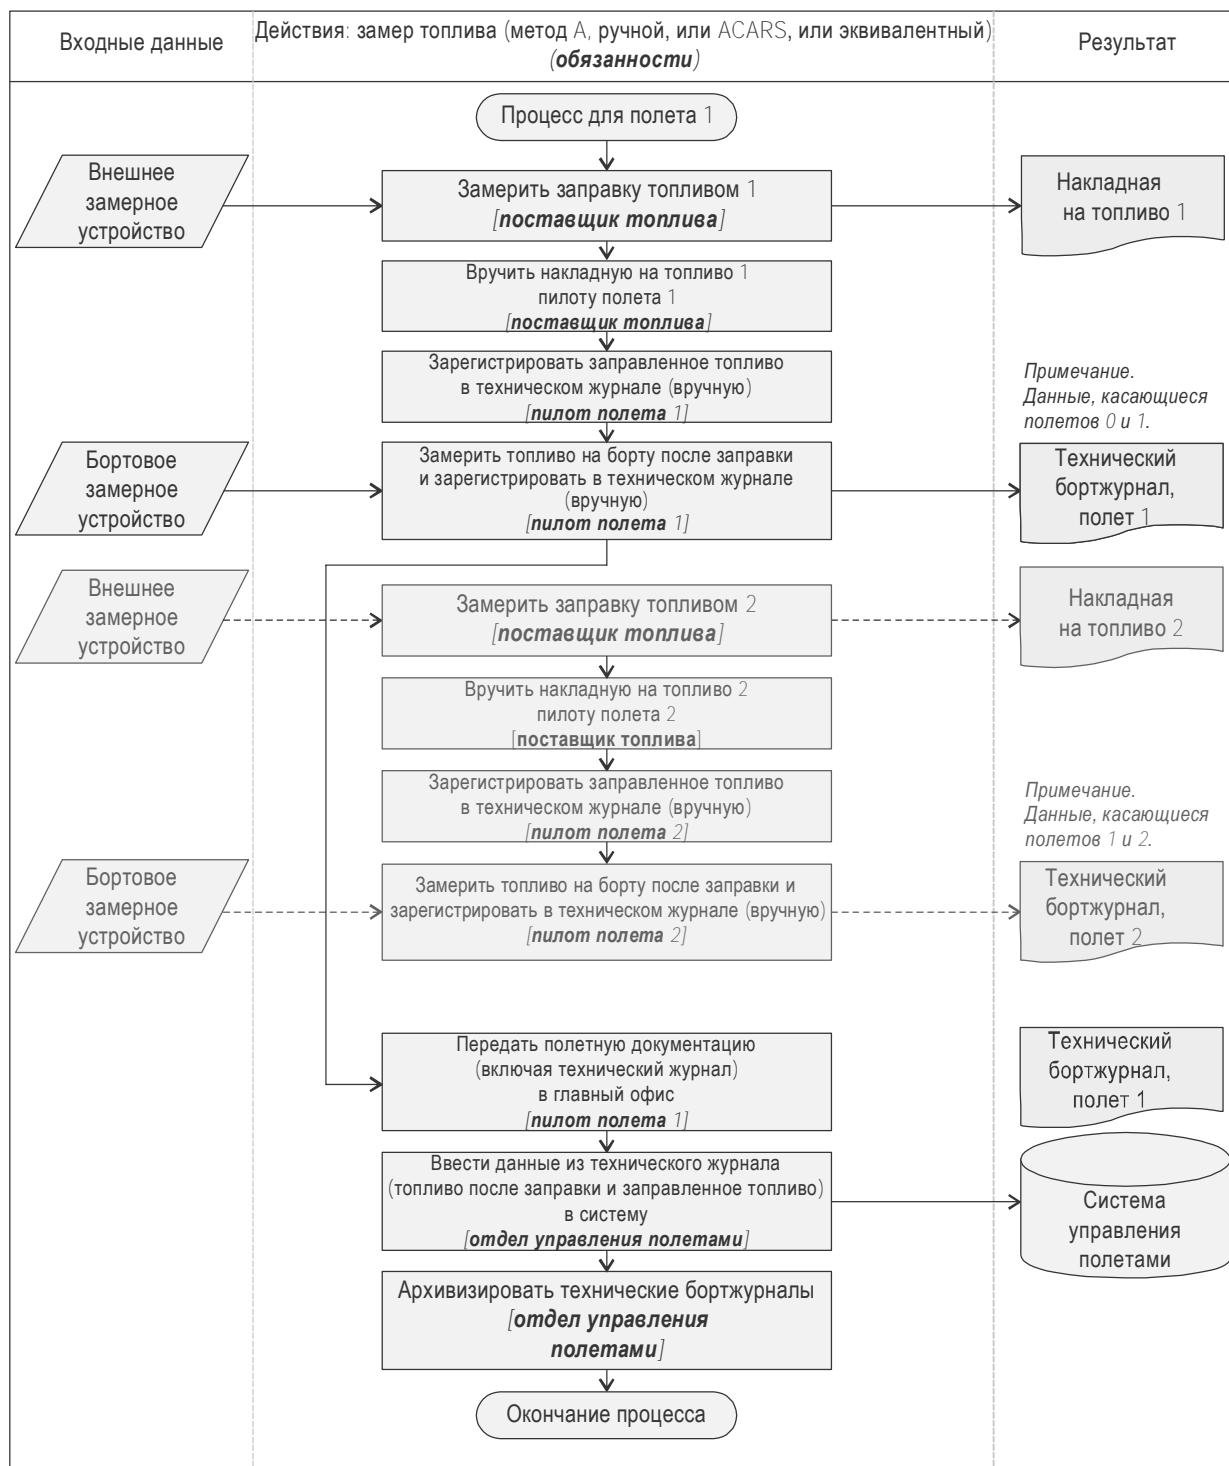 Входные данные
Действия: замер топлива (метод А, ручной, или ACARS, или эквивалентный)
(обязанности)
Результат
Процесс для полета 1
Внешнее
замерное
устройство
Замерить заправку топливом 1
[поставщик топлива]
Накладная
на топливо 1
Вручить накладную на топливо 1
пилоту полета 1
[поставщик топлива]
Зарегистрировать заправленное топливо
в техническом журнале (вручную)
[пилот полета 1]
Примечание.
Данные, касающиеся
полетов 0 и 1.
Бортовое
замерное
устройство
Замерить топливо на борту после заправки
и зарегистрировать в техническом журнале
(вручную)
[пилот полета 1]
Технический
бортжурнал,
полет 1
Внешнее
замерное
устройство
Замерить заправку топливом 2
[поставщик топлива]
Накладная
на топливо 2
Вручить накладную на топливо 2
пилоту полета 2
[поставщик топлива]
Зарегистрировать заправленное топливо
в техническом журнале (вручную)
[пилот полета 2]
Примечание.
Данные, касающиеся
полетов 1 и 2.
Бортовое
замерное
устройство
Замерить топливо на борту после заправки и
зарегистрировать в техническом журнале (вручную)
[пилот полета 2]
Технический
бортжурнал,
полет 2
Передать полетную документацию
(включая технический журнал)
в главный офис
[пилот полета 1]
Технический
бортжурнал,
полет 1
Ввести данные из технического журнала
(топливо после заправки и заправленное топливо)
в систему
[отдел управления полетами]
Система
управления
полетами
Архивизировать технические бортжурналы
[отдел управления
полетами]
Окончание процесса